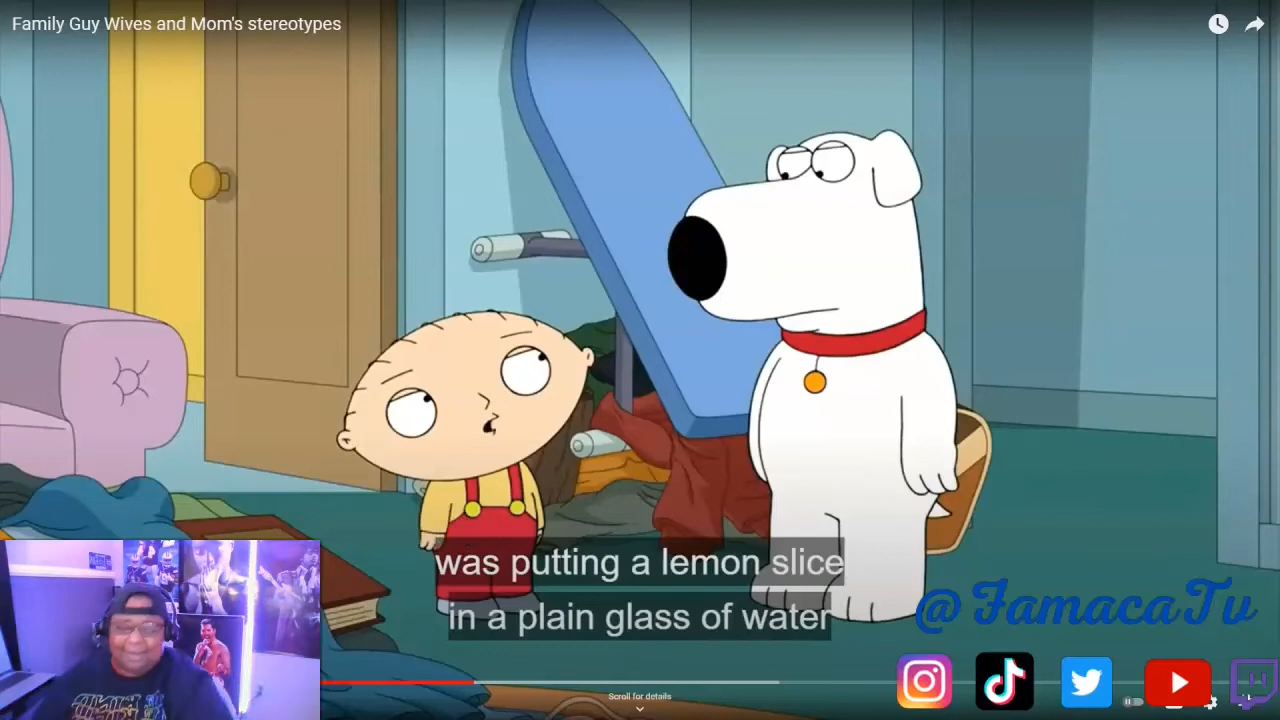 Family Guy Wives and Mom's stereotypes
was putting a lemon slice
in a plain glass of water
@FamacaTv
Scroll for details